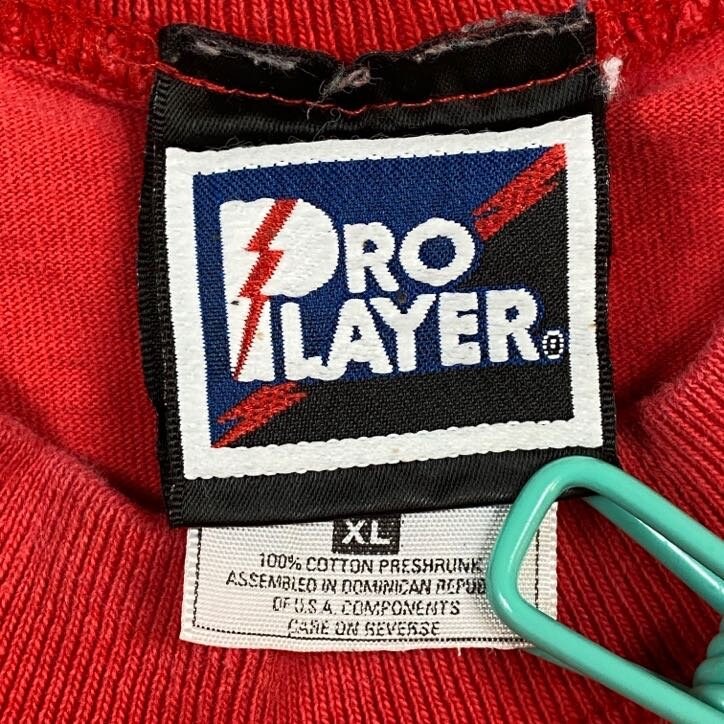 PRO
PLAYER®
XL
100% COTTON PRESHRUNK
ASSEMBLED IN DOMINICAN REPUB
OF U.S.A. COMPONENTS
CARE ON REVERSE